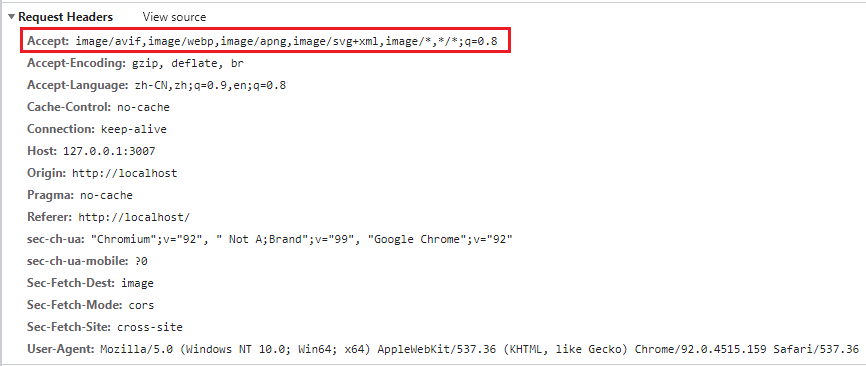 Request Headers View source
Accept: image/avif,image/webp,image/apng,image/svg+xml,image/*,*/*;q=0.8
Accept-Encoding: gzip, deflate, br
Accept-Language: zh-CN,zh;q=0.9,en;q=0.8
Cache-Control: no-cache
Connection: keep-alive
Host: 127.0.0.1:3007
Origin: http://localhost
Pragma: no-cache
Referer: http://localhost/
sec-ch-ua: "Chromium";v="92", " Not A;Brand";v="99", "Google Chrome";v="92"
sec-ch-ua-mobile: ?0
Sec-Fetch-Dest: image
Sec-Fetch-Mode: cors
Sec-Fetch-Site: cross-site
User-Agent: Mozilla/5.0 (Windows NT 10.0; Win64; x64) AppleWebKit/537.36 (KHTML, like Gecko) Chrome/92.0.4515.159 Safari/537.36